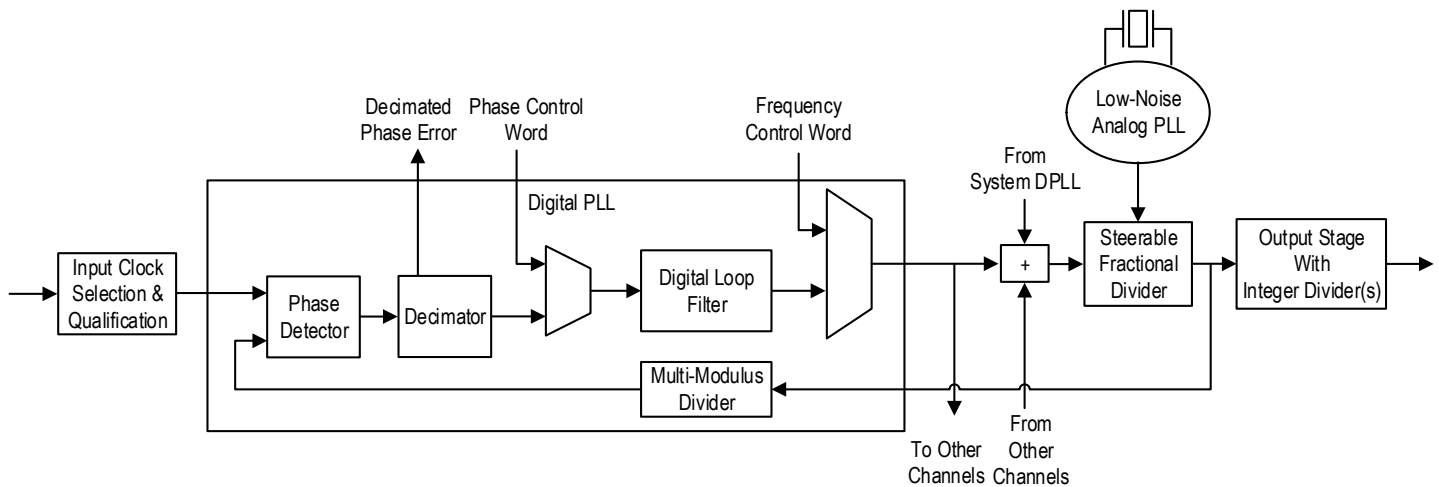 Low-Noise
Analog PLL
Decimated
Phase Error
Phase Control
Word
Frequency
Control Word
From
System DPLL
Digital PLL
Input Clock
Selection &
Qualification
Phase
Detector
Decimator
Digital Loop
Filter
+
Steerable
Fractional
Divider
Output Stage
With
Integer Divider(s)
Multi-Modulus
Divider
To Other
Channels
From
Other
Channels